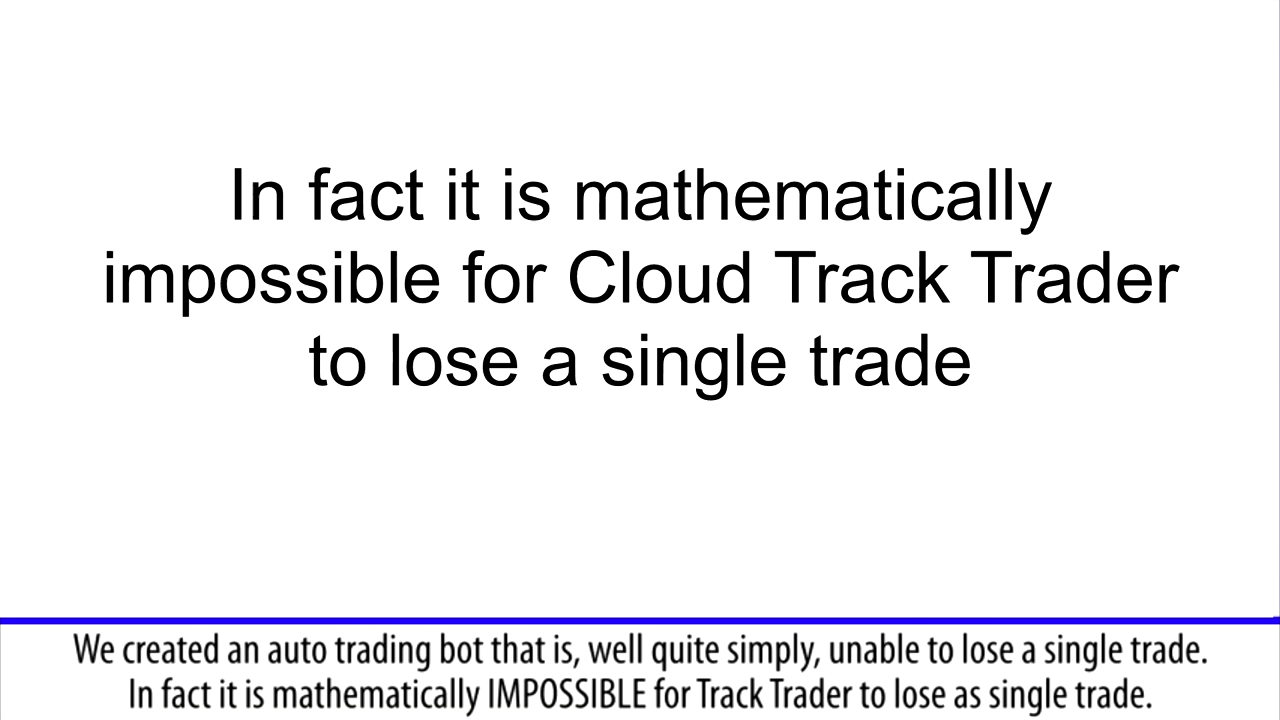 In fact it is mathematically
impossible for Cloud Track Trader
to lose a single trade
We created an auto trading bot that is, well quite simply, unable to lose a single trade.
In fact it is mathematically IMPOSSIBLE for Track Trader to lose as single trade.